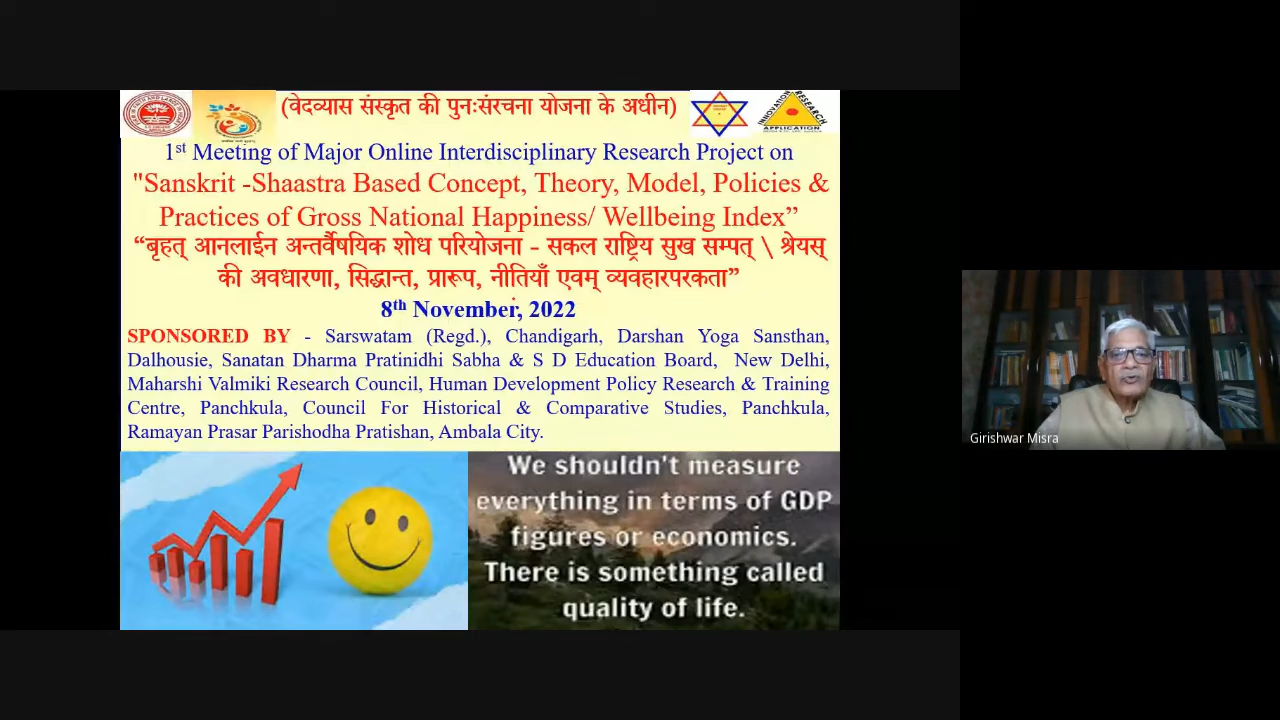 (वेदव्यास संस्कृत की पुनःसंरचना योजना के अधीन)
1st Meeting of Major Online Interdisciplinary Research Project on
"Sanskrit -Shaastra Based Concept, Theory, Model, Policies &
Practices of Gross National Happiness/ Wellbeing Index”
“बृहत् आनलाईन अन्तर्वैषयिक शोध परियोजना - सकल राष्ट्रिय सुख सम्पत् \ श्रेयस्
की अवधारणा, सिद्धान्त, प्रारूप, नीतियाँ एवम् व्यवहारपरकता”
8th November, 2022
SPONSORED BY - Sarswatam (Regd.), Chandigarh, Darshan Yoga Sansthan,
Dalhousie, Sanatan Dharma Pratinidhi Sabha & S D Education Board, New Delhi,
Maharshi Valmiki Research Council, Human Development Policy Research & Training
Centre, Panchkula, Council For Historical & Comparative Studies, Panchkula,
Ramayan Prasar Parishodha Pratishan, Ambala City.
We shouldn't measure
everything in terms of GDP
figures or economics.
There is something called
quality of life.
INNOVATION RESEARCH
APPLICATION
Girishwar Misra